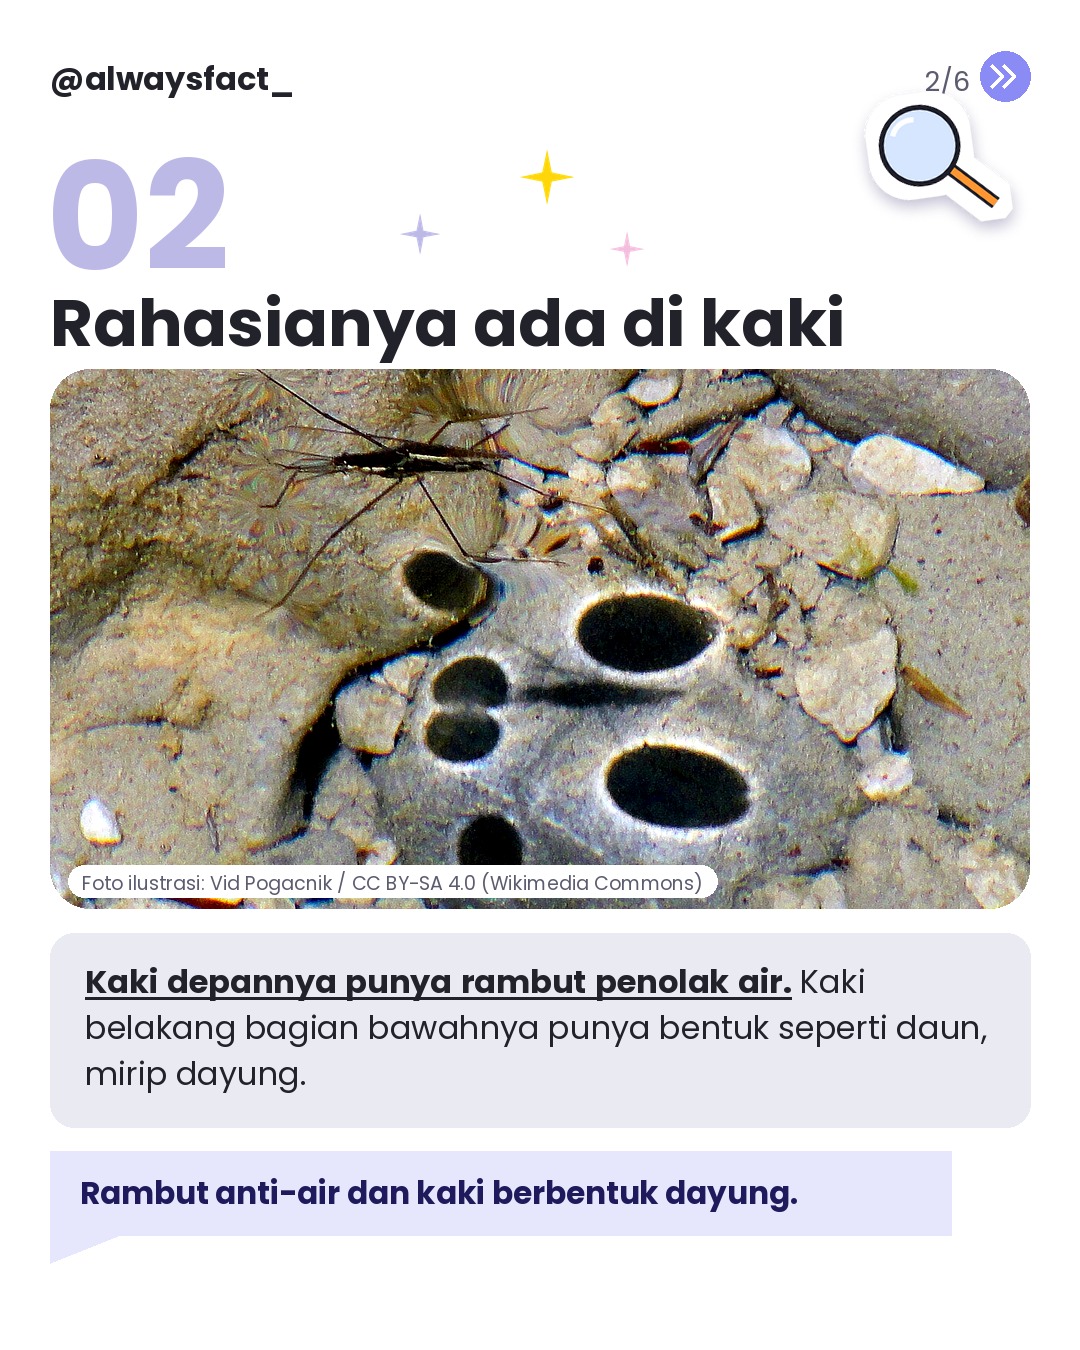 @alwaysfact_
2/6
02
Rahasianya ada di kaki
Foto ilustrasi: Vid Pogacnik / CC BY-SA 4.0 (Wikimedia Commons)
Kaki depannya punya rambut penolak air. Kaki
belakang bagian bawahnya punya bentuk seperti daun,
mirip dayung.
Rambut anti-air dan kaki berbentuk dayung.